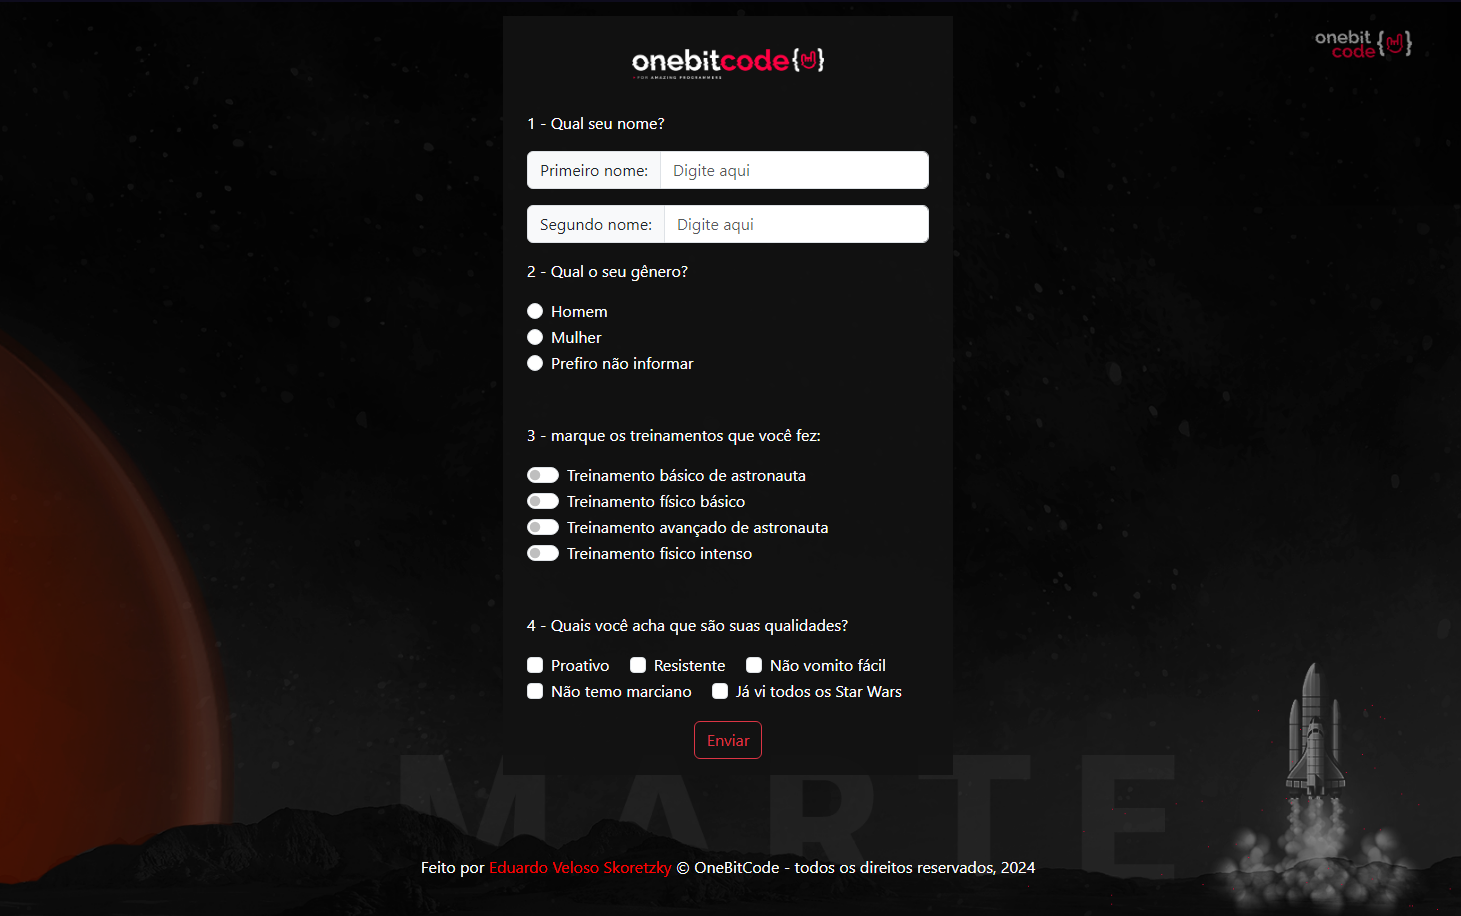 onebitcode{}
FOR AMAZING PROGRAMMERS
onebit
code {}
1 - Qual seu nome?
Primeiro nome: Digite aqui
Segundo nome: Digite aqui
2 - Qual o seu gênero?
Homem
Mulher
Prefiro não informar
3 - marque os treinamentos que você fez:
Treinamento básico de astronauta
Treinamento físico básico
Treinamento avançado de astronauta
Treinamento fisico intenso
4 - Quais você acha que são suas qualidades?
Proativo Resistente Não vomito fácil
Não temo marciano Já vi todos os Star Wars
Enviar
MARTE
Feito por Eduardo Veloso Skoretzky © OneBitCode - todos os direitos reservados, 2024